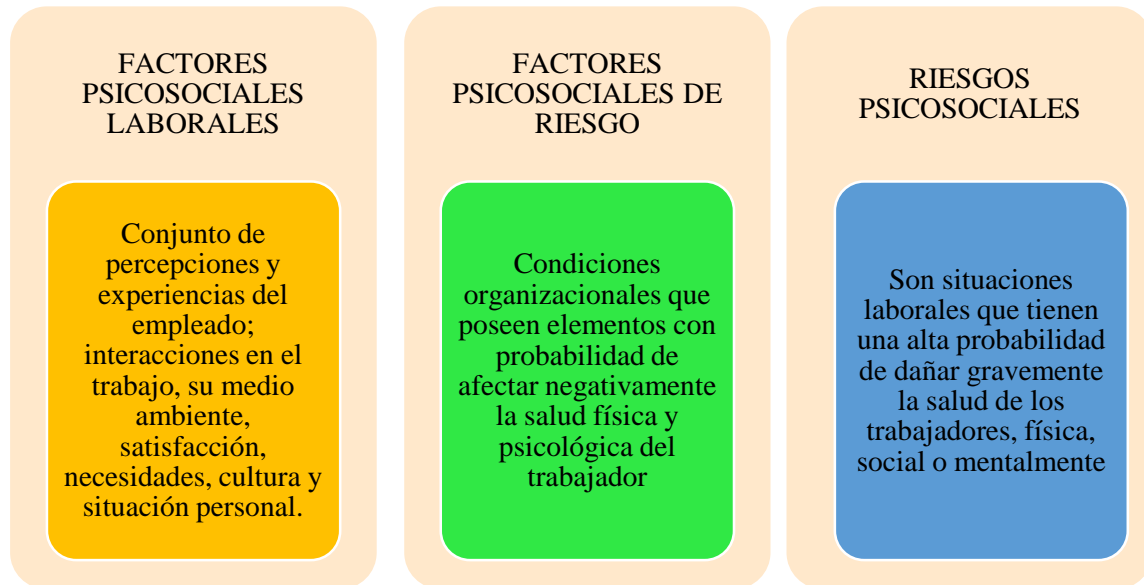 FACTORES
PSICOSOCIALES
LABORALES
Conjunto de
percepciones y
experiencias del
empleado;
interacciones en el
trabajo, su medio
ambiente,
satisfacción,
necesidades, cultura y
situación personal.
FACTORES
PSICOSOCIALES DE
RIESGO
Condiciones
organizacionales que
poseen elementos con
probabilidad de
afectar negativamente
la salud física y
psicológica del
trabajador
RIESGOS
PSICOSOCIALES
Son situaciones
laborales que tienen
una alta probabilidad
de dañar gravemente
la salud de los
trabajadores, física,
social o mentalmente